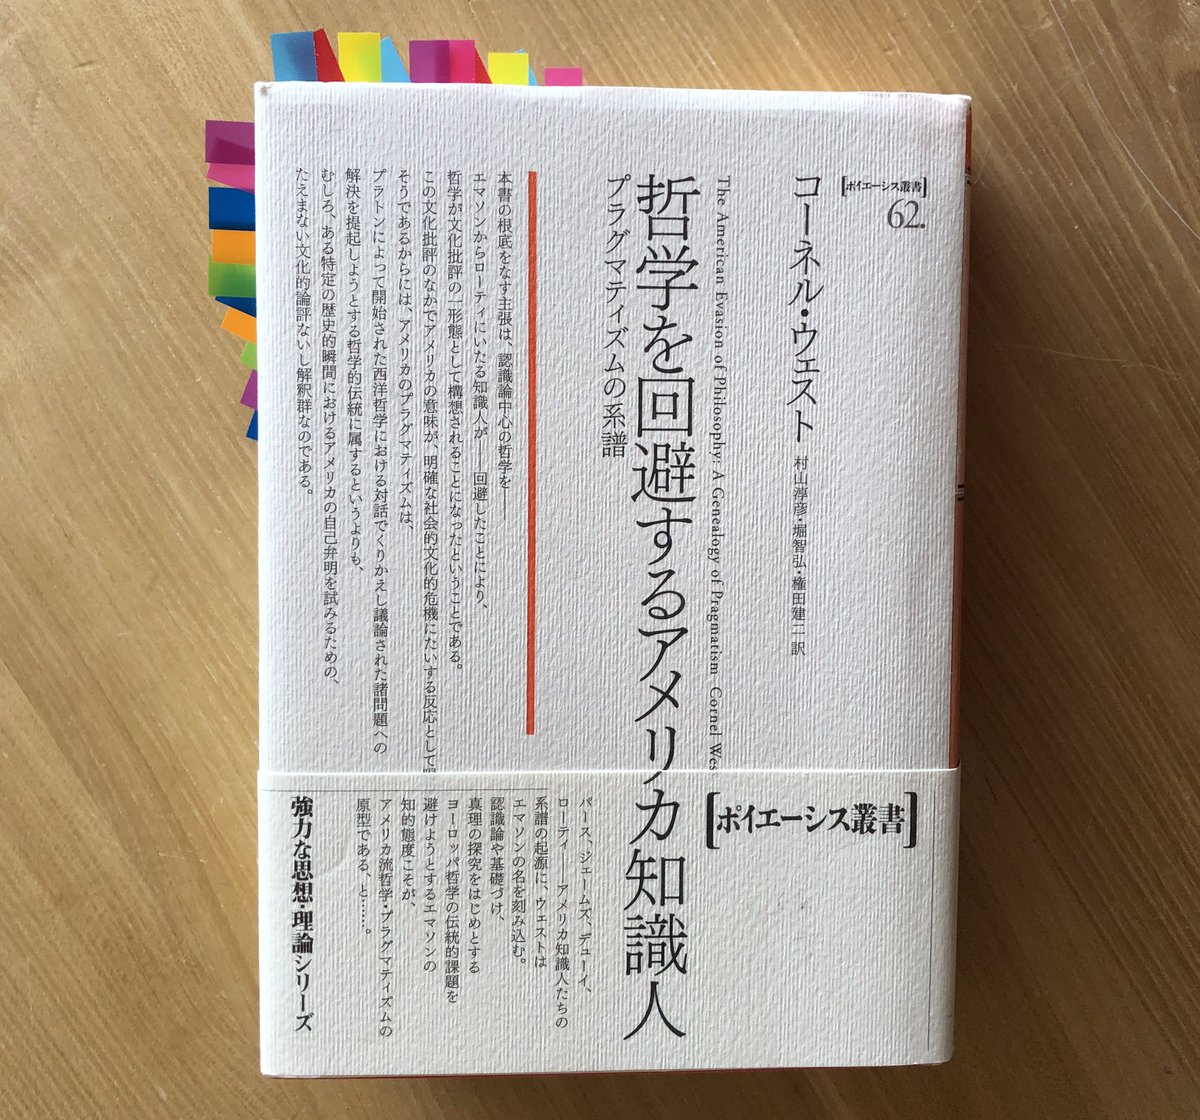 ［ポイエーシス叢書］
62.
コーネル・ウェスト
村山淳彦・堀智弘・権田建二 訳
The American Evasion of Philosophy: A Genealogy of Pragmatism Cornel Wes
哲学を回避するアメリカ知識人
プラグマティズムの系譜
本書の根底をなす主張は、認識論中心の哲学を――
エマソンからローティにいたる知識人が――回避したことにより、
哲学が文化批評の一形態として構想されることになったということである。
この文化批評のなかでアメリカの意味が、明確な社会的文化的危機にたいする反応として
そうであるからには、アメリカのプラグマティズムは、
プラトンによって開始された西洋哲学における対話でくりかえし議論された諸問題への
解決を提起しようとする哲学的伝統に属するというよりも、
むしろ、ある特定の歴史的瞬間におけるアメリカの自己弁明を試みるための、
たえまない文化的論評ないし解釈群なのである。
［ポイエーシス叢書］
パース、ジェームズ、デューイ、
ローティ――アメリカ知識人たちの
系譜の起源に、ウェストは
エマソンの名を刻み込む。
認識論や基礎づけ、
真理の探究をはじめとする
ヨーロッパ哲学の伝統的課題を
避けようとするエマソンの
知的態度こそが、
アメリカ流哲学・プラグマティズムの
原型である、と……。
強力な思想・理論シリーズ